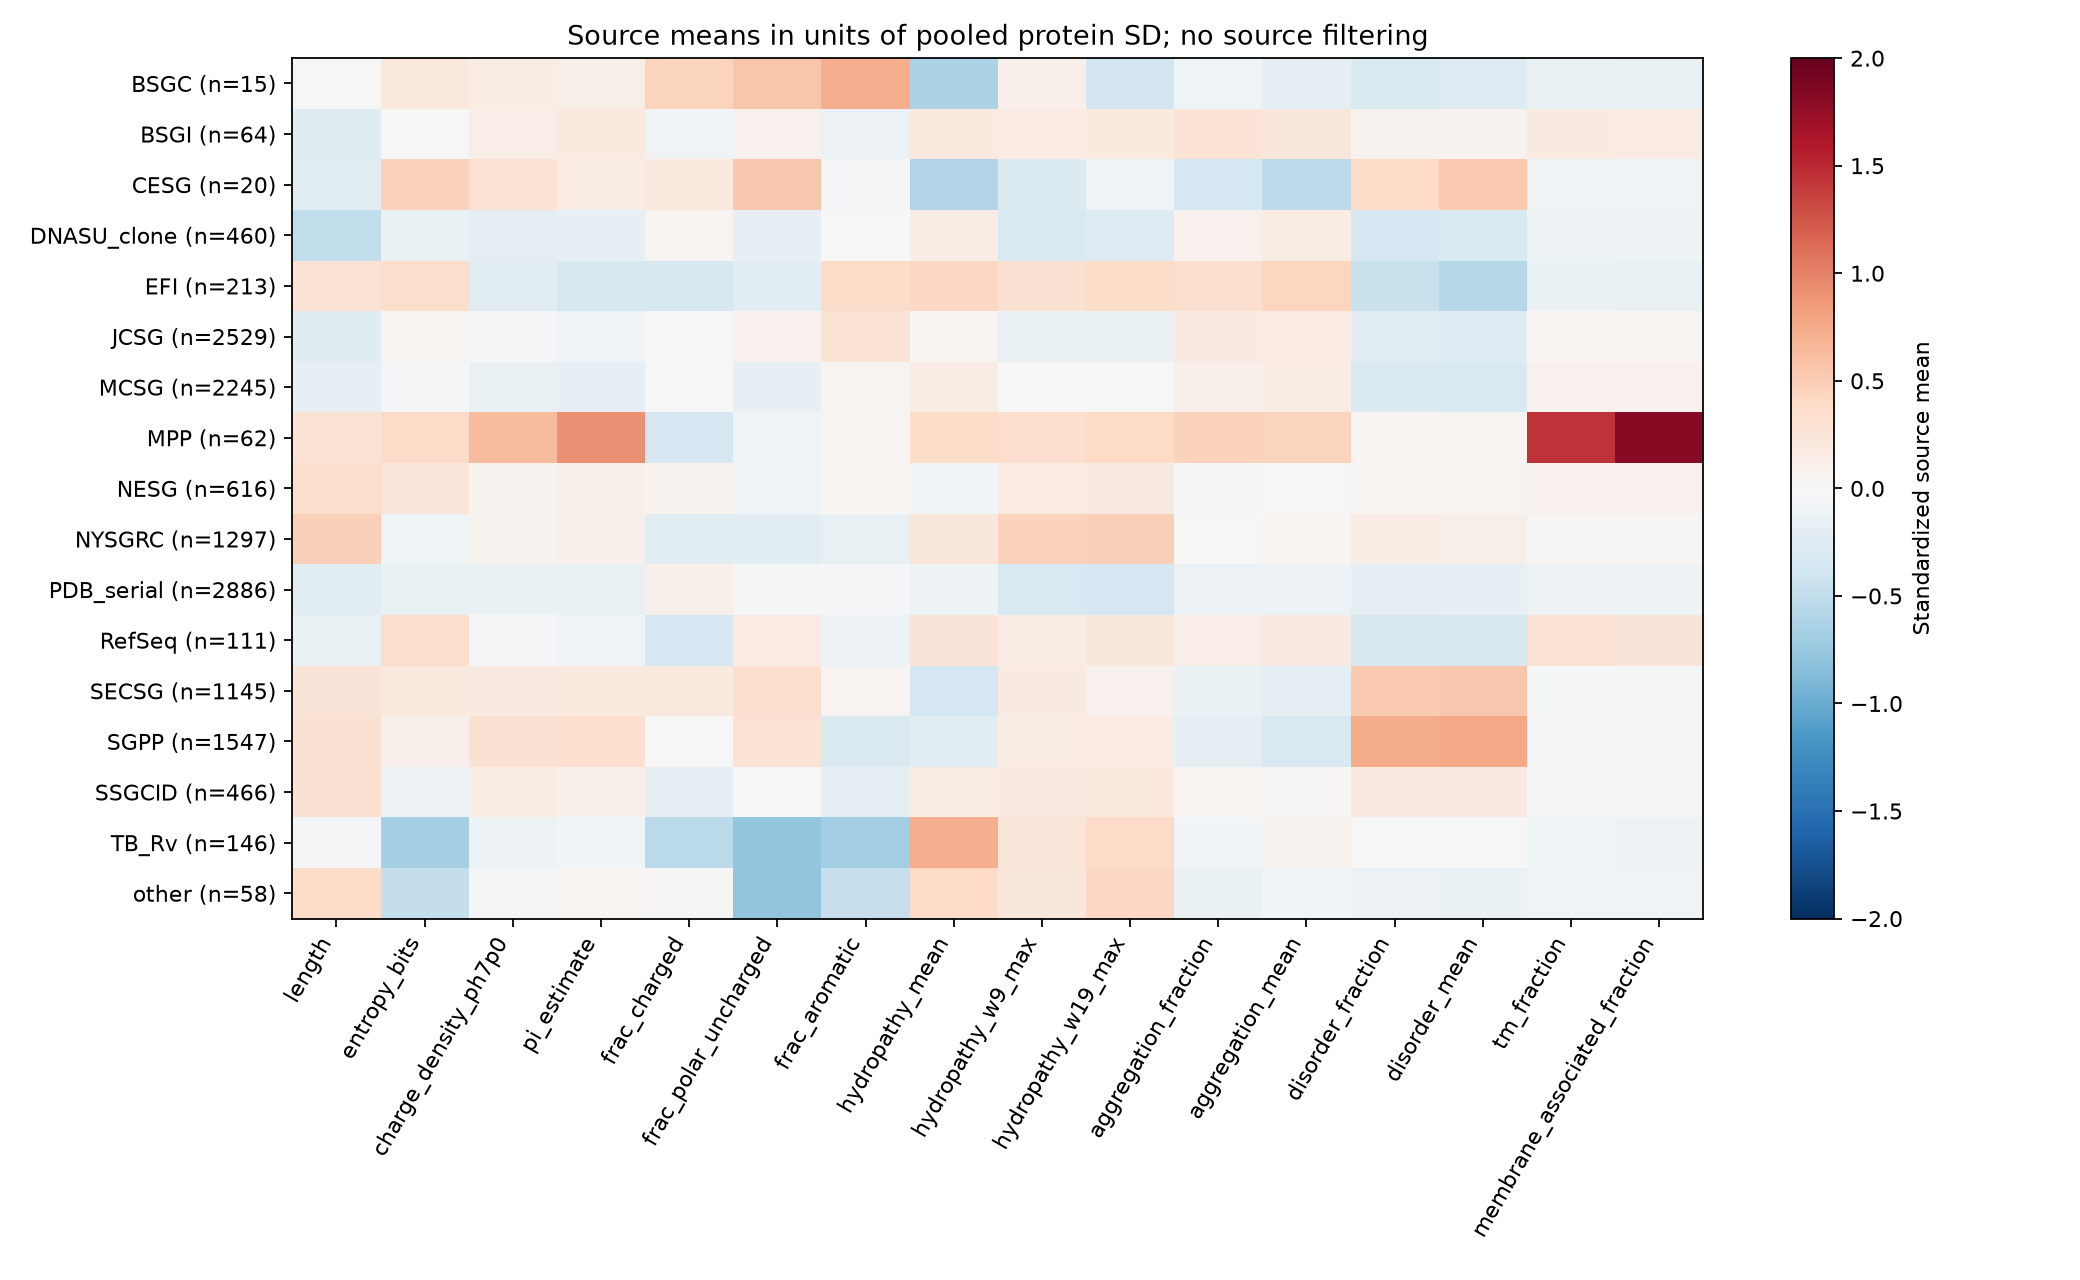 Source means in units of pooled protein SD; no source filtering
BSGC (n=15)
BSGI (n=64)
CESG (n=20)
DNASU_clone (n=460)
EFI (n=213)
JCSG (n=2529)
MCSG (n=2245)
MPP (n=62)
NESG (n=616)
NYSGRC (n=1297)
PDB_serial (n=2886)
RefSeq (n=111)
SECSG (n=1145)
SGPP (n=1547)
SSGCID (n=466)
TB_Rv (n=146)
other (n=58)
length
entropy_bits
charge_density_ph7p0
pi_estimate
frac_charged
frac_polar_uncharged
frac_aromatic
hydropathy_mean
hydropathy_w9_max
hydropathy_w19_max
aggregation_fraction
aggregation_mean
disorder_fraction
disorder_mean
tm_fraction
membrane_associated_fraction
2.0
1.5
1.0
0.5
0.0
−0.5
−1.0
−1.5
−2.0
Standardized source mean